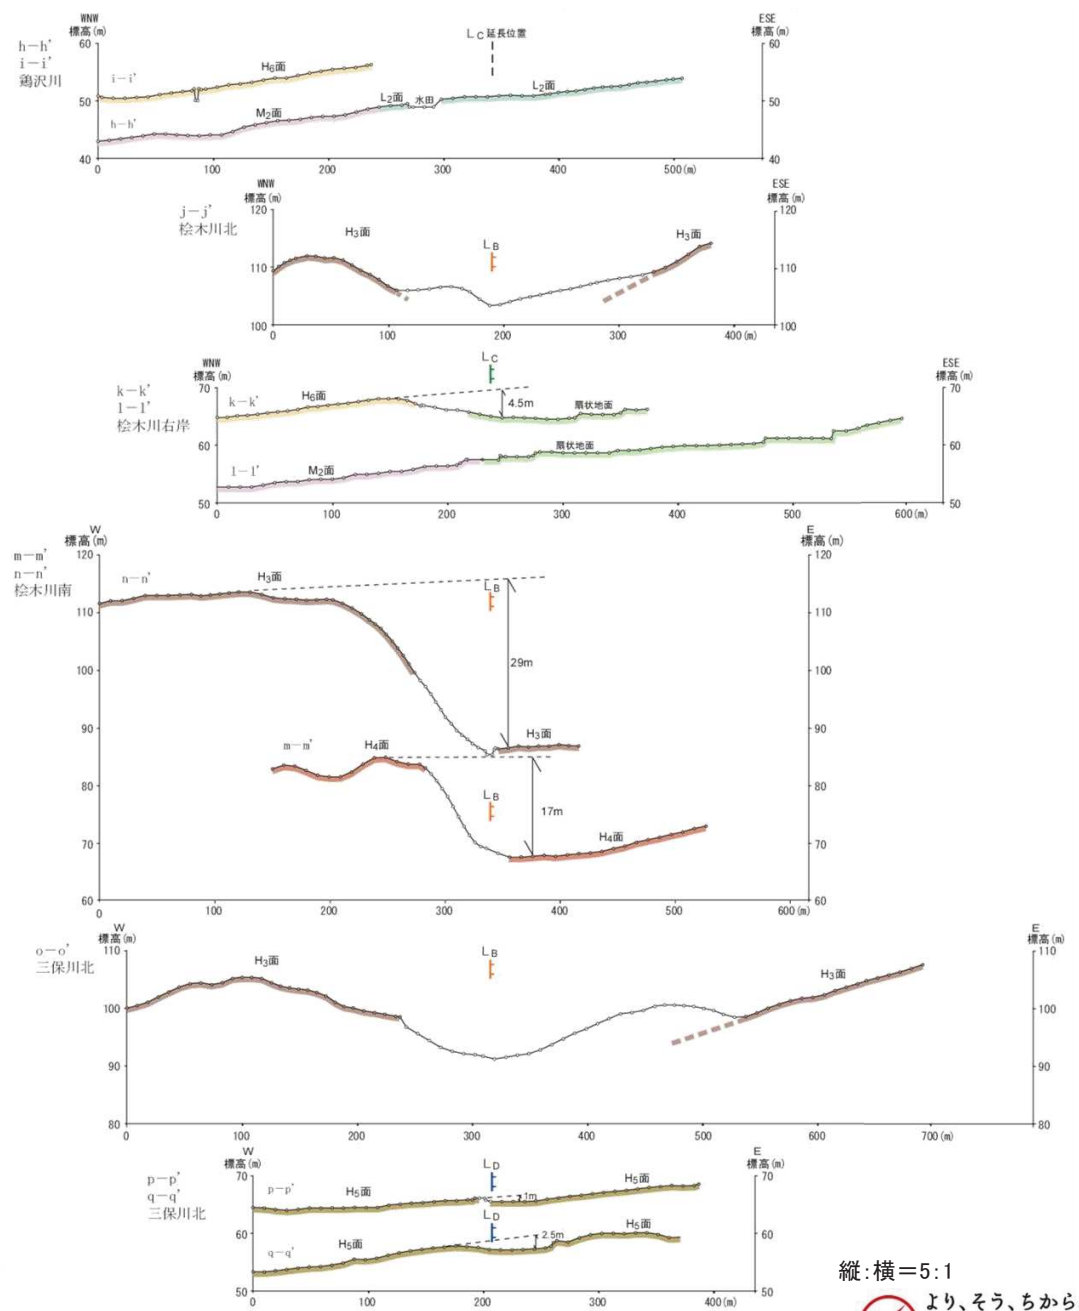 h－h’
i－i’
鶏沢川
WNW
標高(m)
60
50
40
i－i’
H6面
h－h’
M2面
L2面
水田
LC 延長位置
L2面
ESE
標高(m)
60
50
40
0 100 200 300 400 500 (m)
j－j’
桧木川北
WNW
標高(m)
120
110
100
H3面
LB
H3面
ESE
標高(m)
120
110
100
0 100 200 300 400 (m)
k－k’
l－l’
桧木川右岸
WNW
標高(m)
70
60
50
k－k’
H6面
LC
4.5m
扇状地面
l－l’
M2面
扇状地面
ESE
標高(m)
70
60
50
0 100 200 300 400 500 600 (m)
m－m’
n－n’
桧木川南
W
標高(m)
120
110
100
90
80
70
60
n－n’
H3面
LB
29m
H3面
m－m’
H4面
LB
17m
H4面
E
標高(m)
120
110
100
90
80
70
60
0 100 200 300 400 500 600 (m)
o－o’
三保川北
W
標高(m)
110
100
90
80
H3面
LB
H3面
E
標高(m)
110
100
90
80
0 100 200 300 400 500 600 700 (m)
p－p’
q－q’
三保川北
W
標高(m)
70
60
50
p－p’
H5面
LD
1m
H5面
q－q’
H5面
LD
2.5m
H5面
E
標高(m)
70
60
50
0 100 200 300 400 (m)
縦:横＝5:1
より、そう、ちから